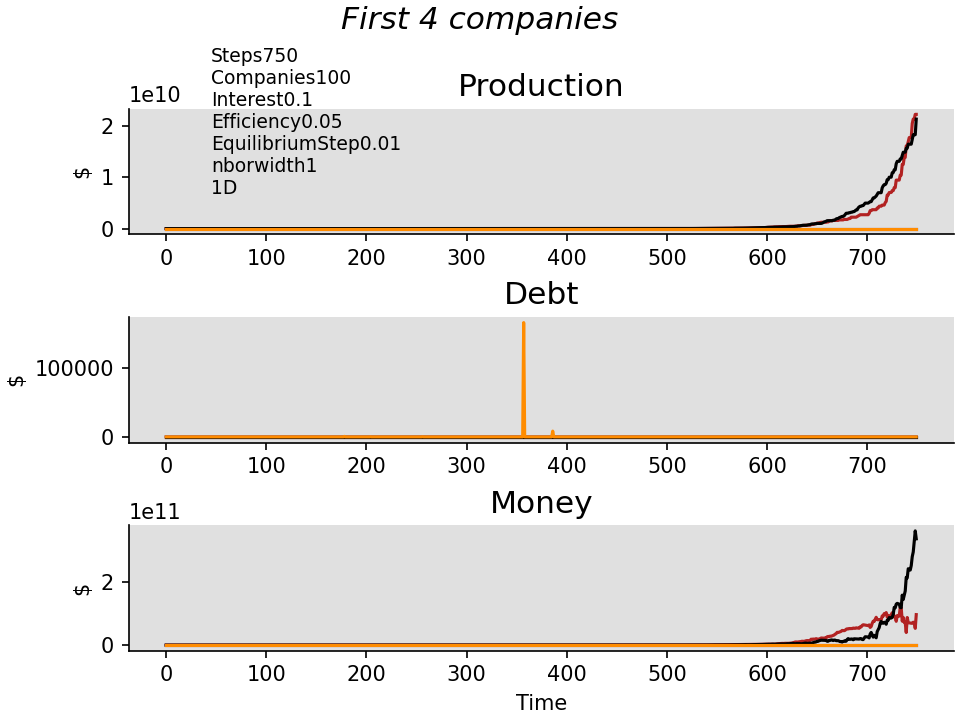 First 4 companies
Steps750
Companies100
Interest0.1
Efficiency0.05
EquilibriumStep0.01
nborwidth1
1D
Production
1e10
$
2
1
0
0 100 200 300 400 500 600 700
Debt
$
100000
0
0 100 200 300 400 500 600 700
Money
1e11
$
2
0
0 100 200 300 400 500 600 700
Time